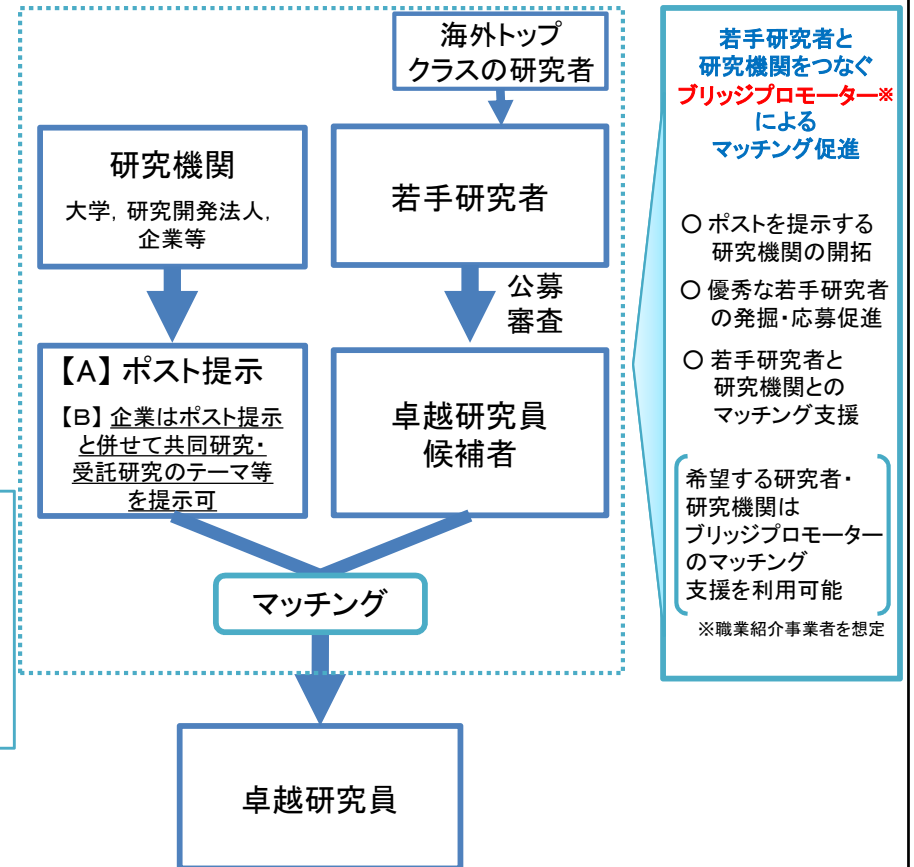 海外トップ
クラスの研究者
研究機関
大学，研究開発法人，
企業等
若手研究者
公募
審査
【A】ポスト提示
【B】企業はポスト提示
と併せて共同研究・
受託研究のテーマ等
を提示可
卓越研究員
候補者
マッチング
卓越研究員
若手研究者と
研究機関をつなぐ
ブリッジプロモーター※
による
マッチング促進
○ ポストを提示する
研究機関の開拓
○ 優秀な若手研究者
の発掘・応募促進
○ 若手研究者と
研究機関との
マッチング支援
希望する研究者・
研究機関は
ブリッジプロモーター
のマッチング
支援を利用可能
※職業紹介事業者を想定